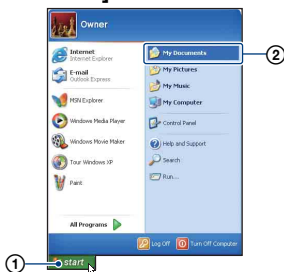 Owner
Internet
Internet Explorer
E-mail
Outlook Express
MSN Explorer
Windows Media Player
Windows Movie Maker
Tour Windows XP
Paint
All Programs
My Documents
My Pictures
My Music
My Computer
Control Panel
Help and Support
Search
Run...
Log Off
Turn Off Computer
start
1
2